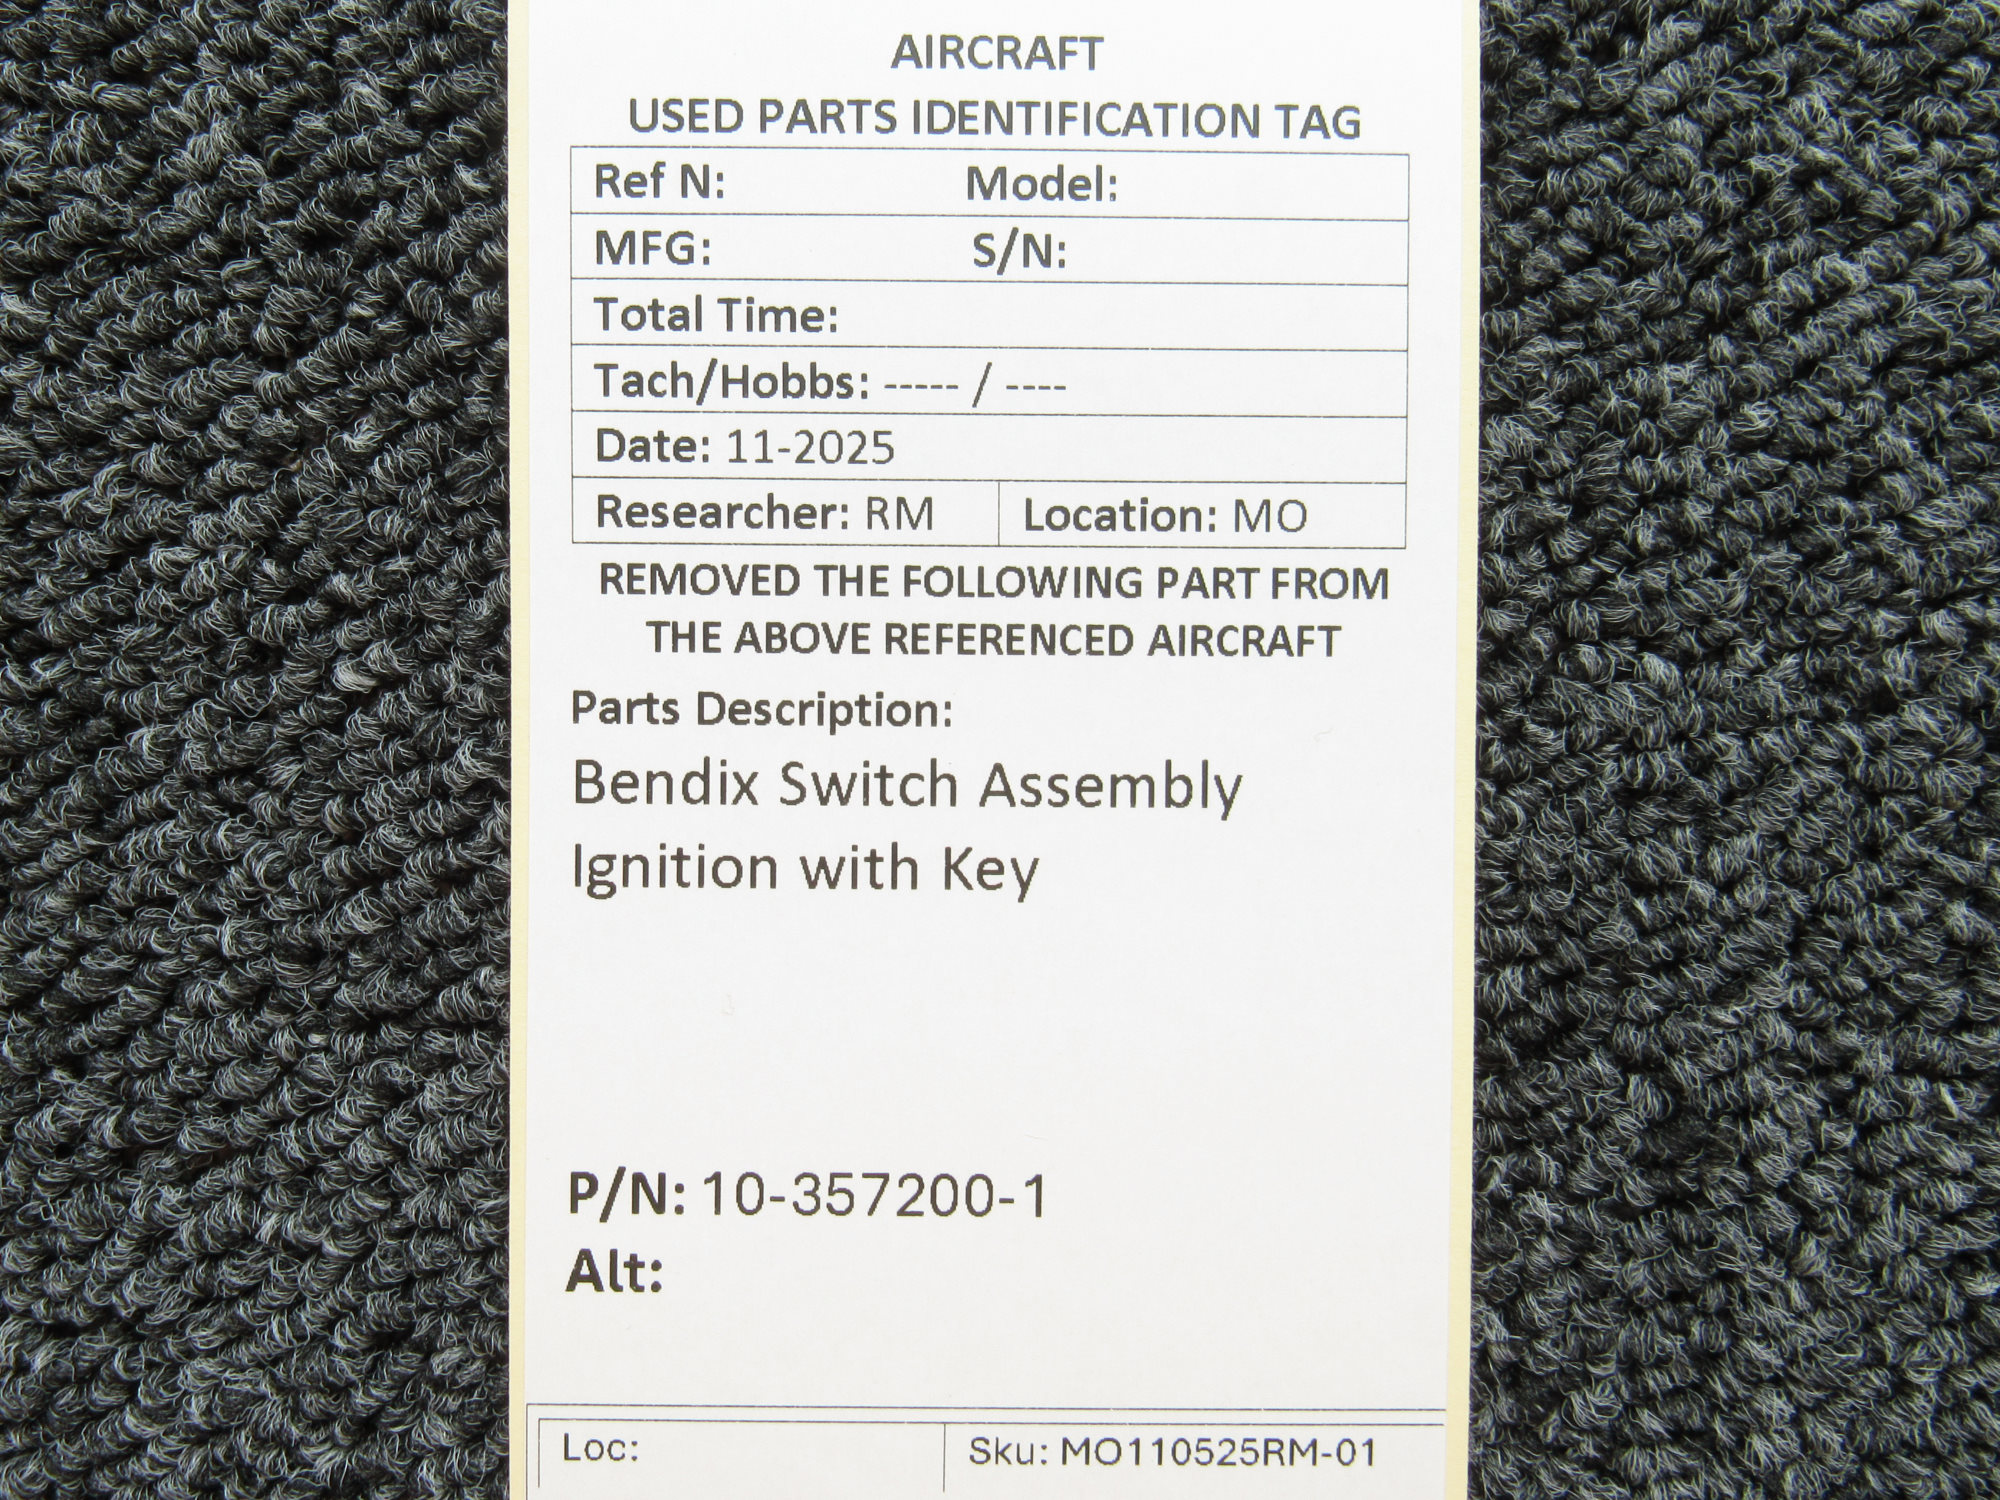 AIRCRAFT
USED PARTS IDENTIFICATION TAG
Ref N: Model:
MFG: S/N:
Total Time:
Tach/Hobbs: ----- / ----
Date: 11-2025
Researcher: RM Location: MO
REMOVED THE FOLLOWING PART FROM
THE ABOVE REFERENCED AIRCRAFT
Parts Description:
Bendix Switch Assembly
Ignition with Key
P/N: 10-357200-1
Alt:
Loc: Sku: MO110525RM-01